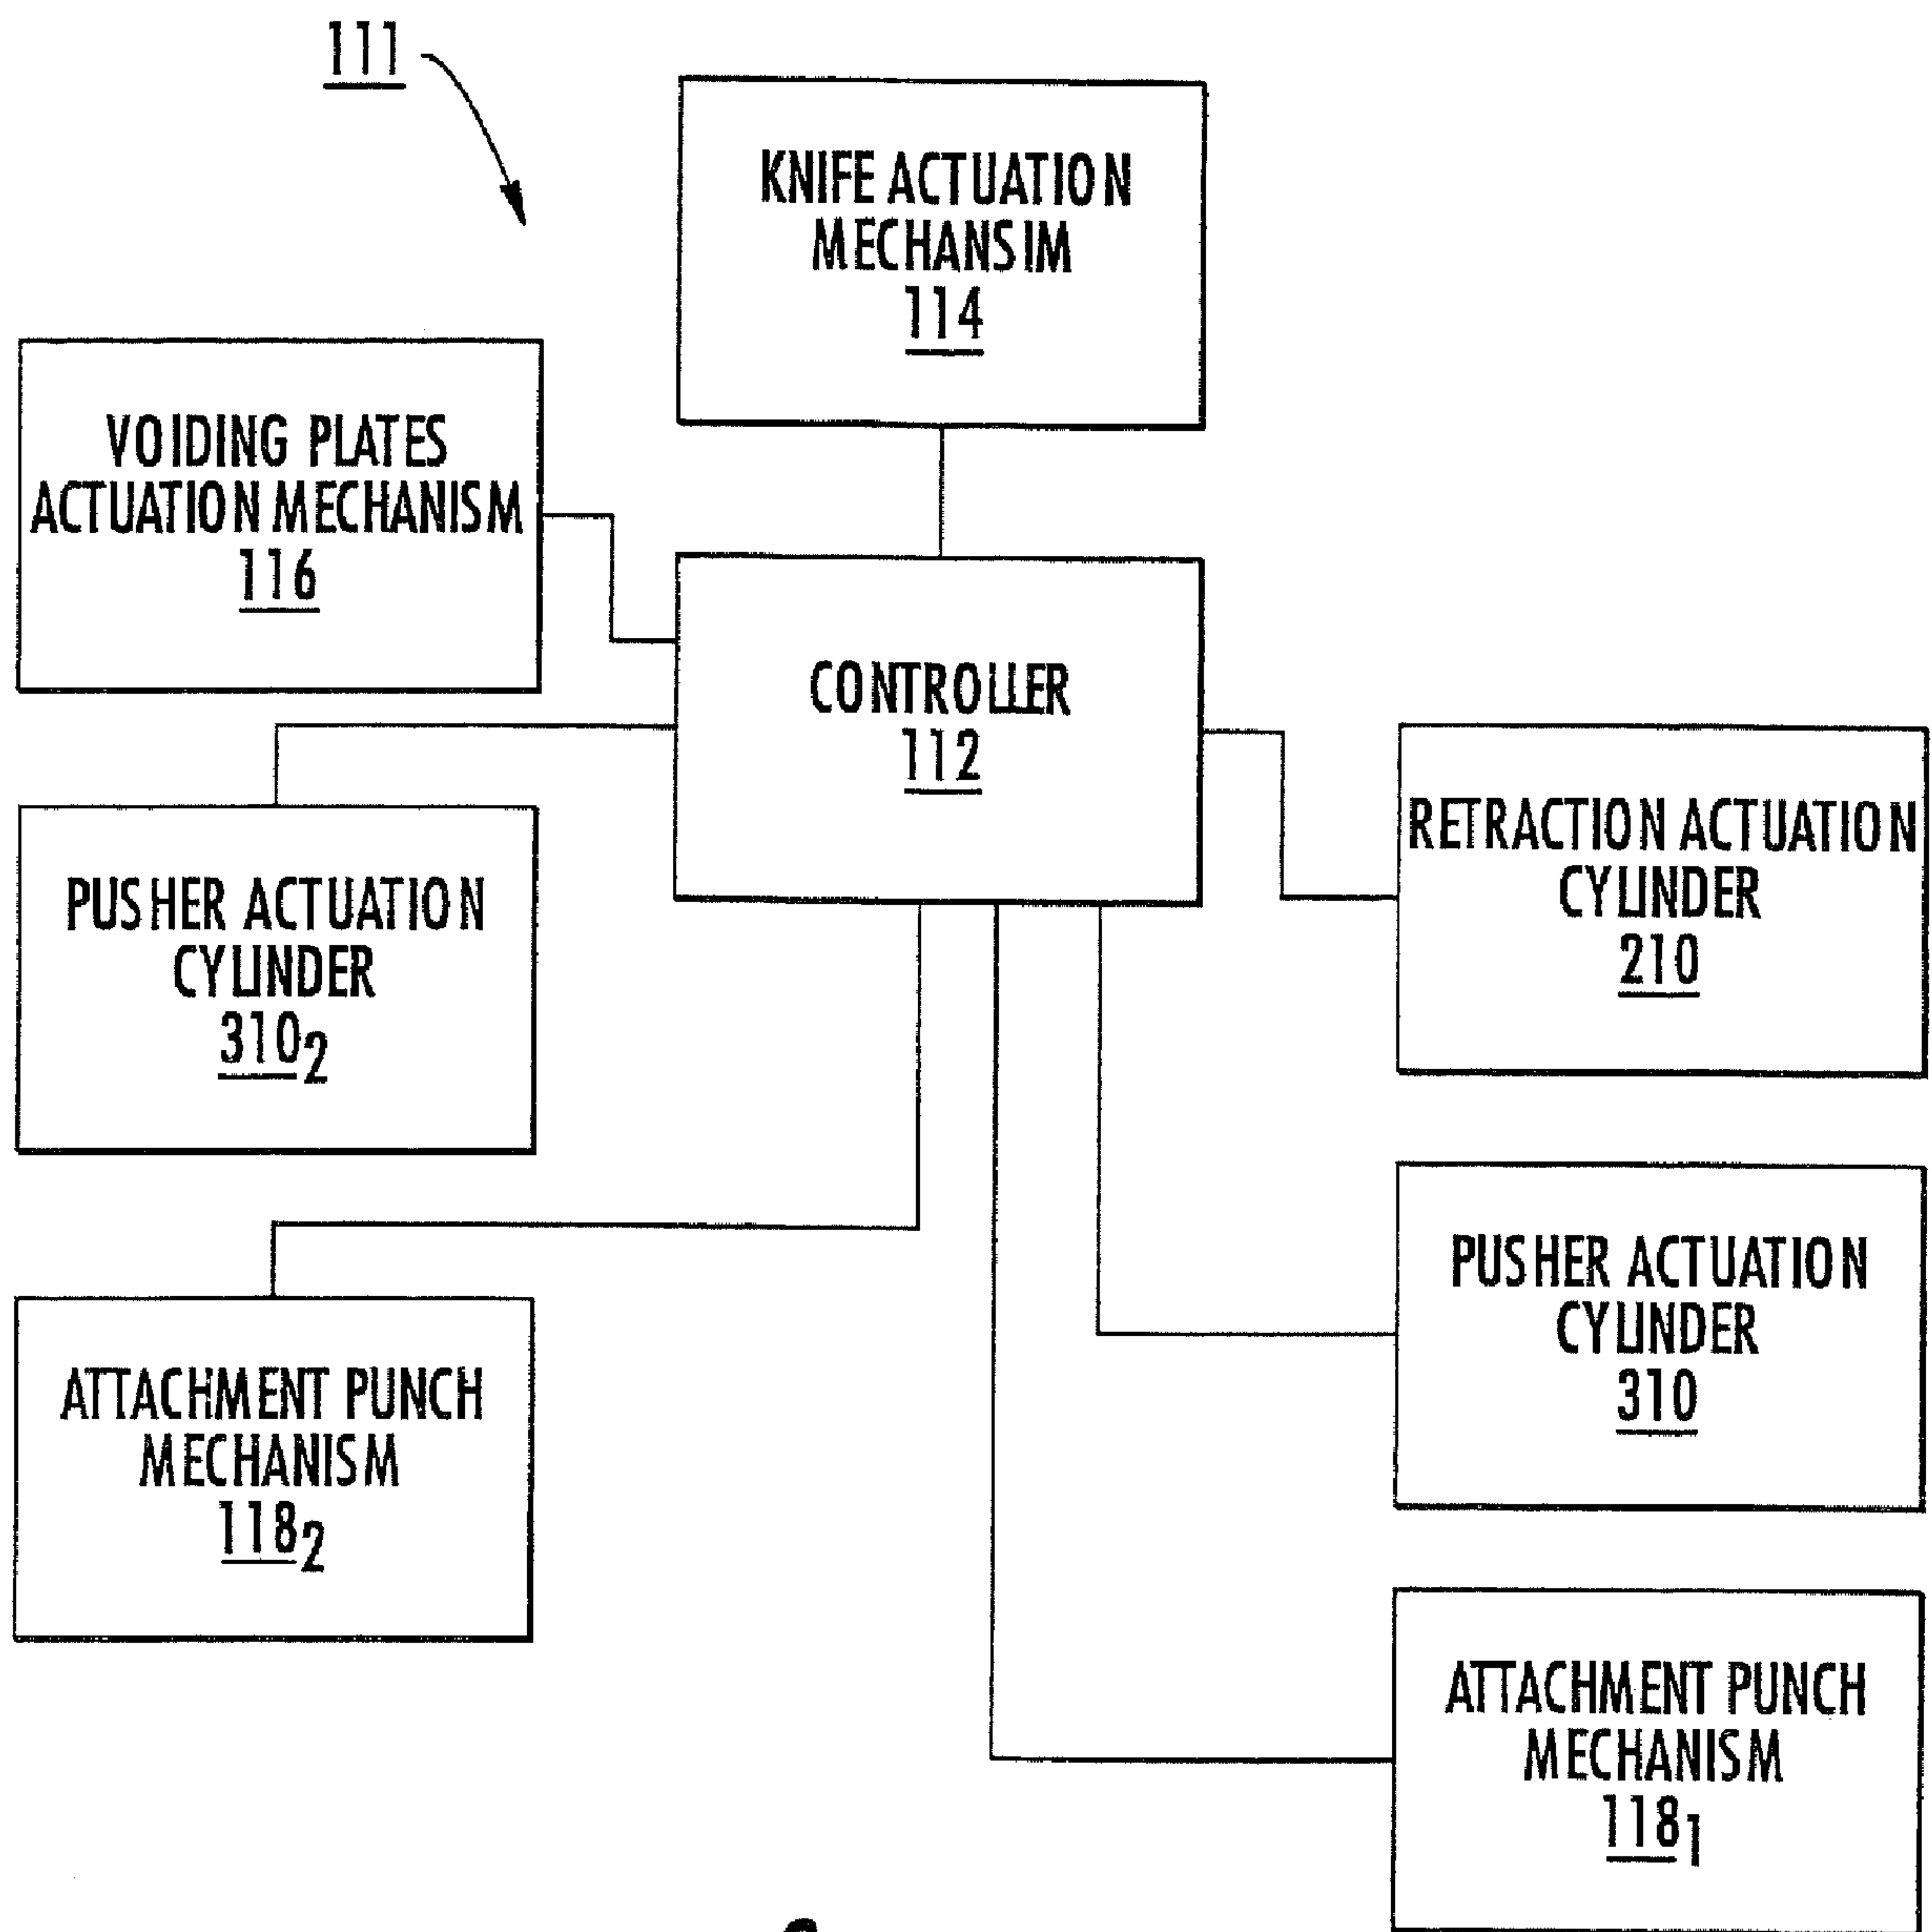 111
KNIFE ACTUATION
MECHANSIM
114
VOIDING PLATES
ACTUATION MECHANISM
116
CONTROLLER
112
RETRACTION ACTUATION
CYLINDER
210
PUSHER ACTUATION
CYLINDER
310₂
PUSHER ACTUATION
CYLINDER
310
ATTACHMENT PUNCH
MECHANISM
118₂
ATTACHMENT PUNCH
MECHANISM
118₁